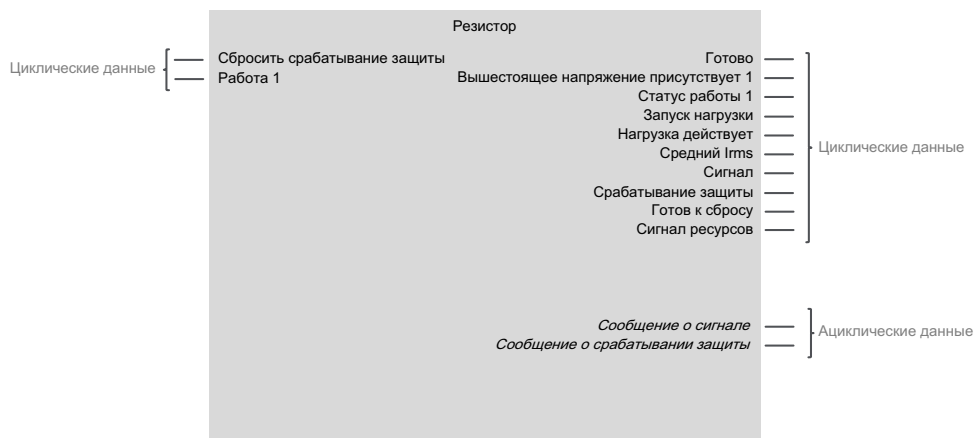 Резистор
Циклические данные
Сбросить срабатывание защиты
Работа 1
Готово
Вышестоящее напряжение присутствует 1
Статус работы 1
Запуск нагрузки
Нагрузка действует
Средний Irms
Сигнал
Срабатывание защиты
Готов к сбросу
Сигнал ресурсов
Циклические данные
Сообщение о сигнале
Сообщение о срабатывании защиты
Ациклические данные